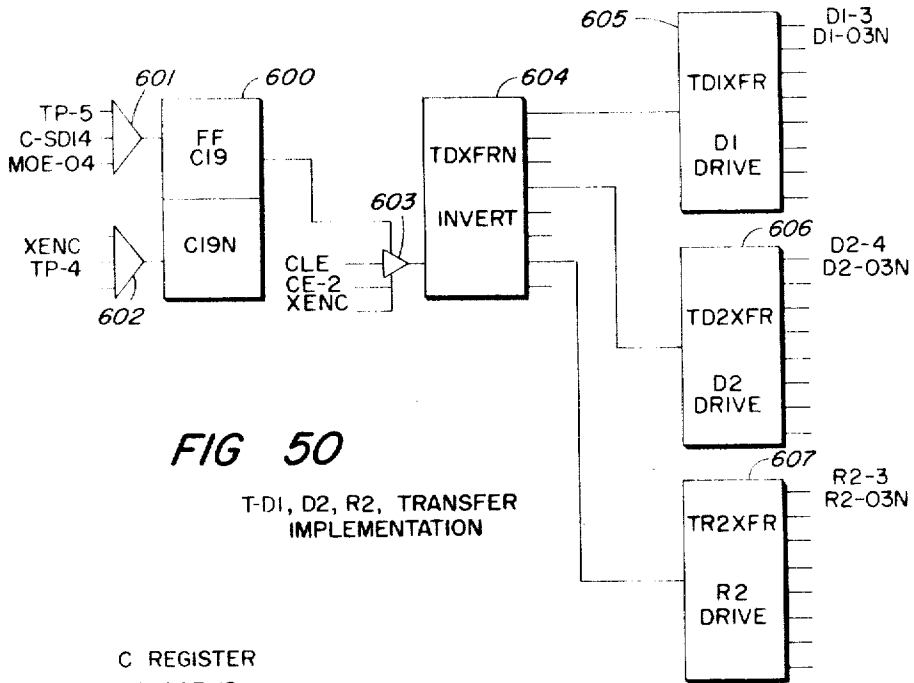 605
D1-3
D1-03N
TD1XFR
D1
DRIVE
604
600
601
TP-5
C-SD14
MOE-04
FF
C19
C19N
TDXFRN
INVERT
603
XENC
TP-4
602
CLE
CE-2
XENC
606
D2-4
D2-03N
TD2XFR
D2
DRIVE
FIG 50
T-D1, D2, R2, TRANSFER
IMPLEMENTATION
607
R2-3
R2-03N
TR2XFR
R2
DRIVE
C REGISTER